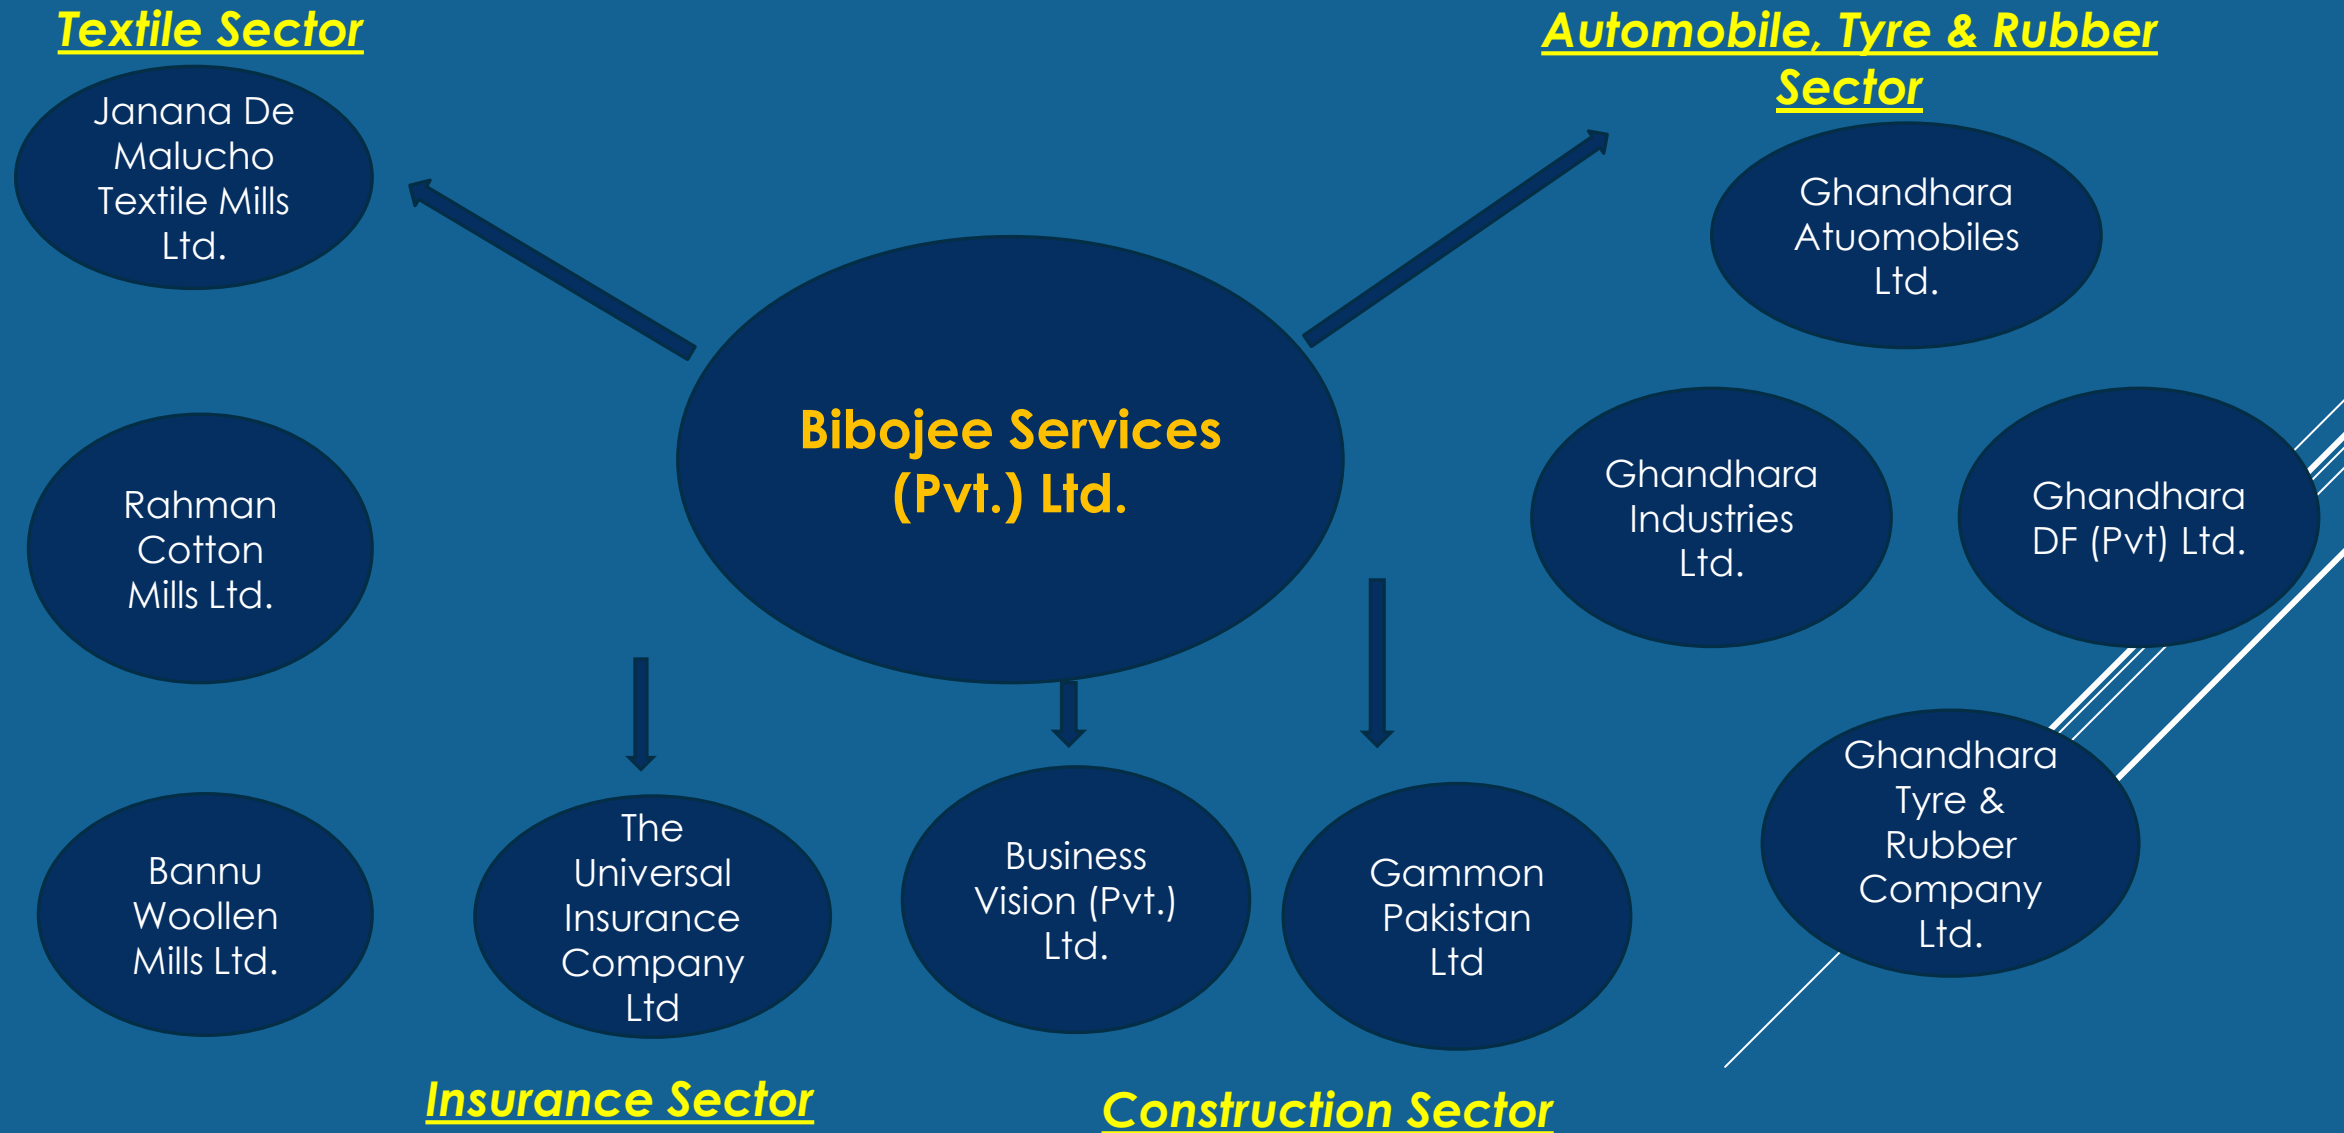 Textile Sector
Janana De
Malucho
Textile Mills
Ltd.
Rahman
Cotton
Mills Ltd.
Bannu
Woollen
Mills Ltd.
Bibojee Services
(Pvt.) Ltd.
Automobile, Tyre & Rubber
Sector
Ghandhara
Atuomobiles
Ltd.
Ghandhara
Industries
Ltd.
Ghandhara
DF (Pvt) Ltd.
Ghandhara
Tyre &
Rubber
Company
Ltd.
The
Universal
Insurance
Company
Ltd
Insurance Sector
Business
Vision (Pvt.)
Ltd.
Gammon
Pakistan
Ltd
Construction Sector